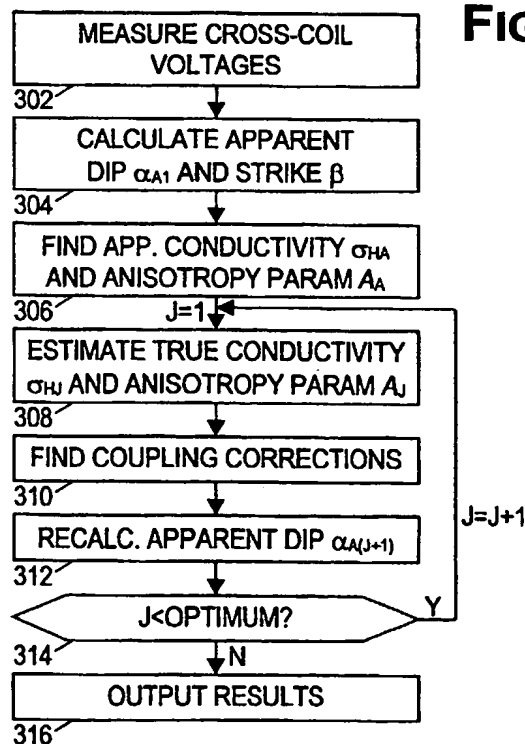 FIG
MEASURE CROSS-COIL
VOLTAGES
302
CALCULATE APPARENT
DIP αA1 AND STRIKE β
304
FIND APP. CONDUCTIVITY σHA
AND ANISOTROPY PARAM AA
306
J=1
ESTIMATE TRUE CONDUCTIVITY
σHJ AND ANISOTROPY PARAM AJ
308
FIND COUPLING CORRECTIONS
310
J=J+1
RECALC. APPARENT DIP αA(J+1)
312
J<OPTIMUM?
Y
314
N
OUTPUT RESULTS
316